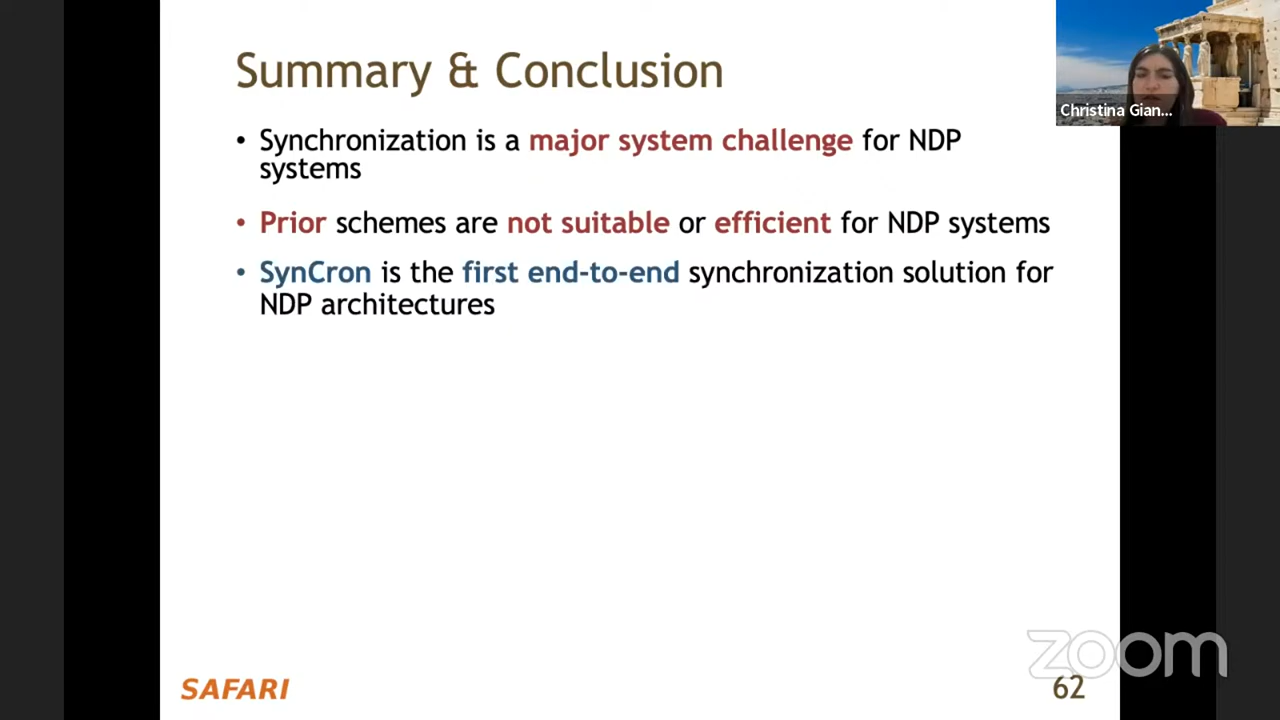 Summary & Conclusion
Christina Gian...
• Synchronization is a major system challenge for NDP
systems
• Prior schemes are not suitable or efficient for NDP systems
• SynCron is the first end-to-end synchronization solution for
NDP architectures
zoom
SAFARI
62